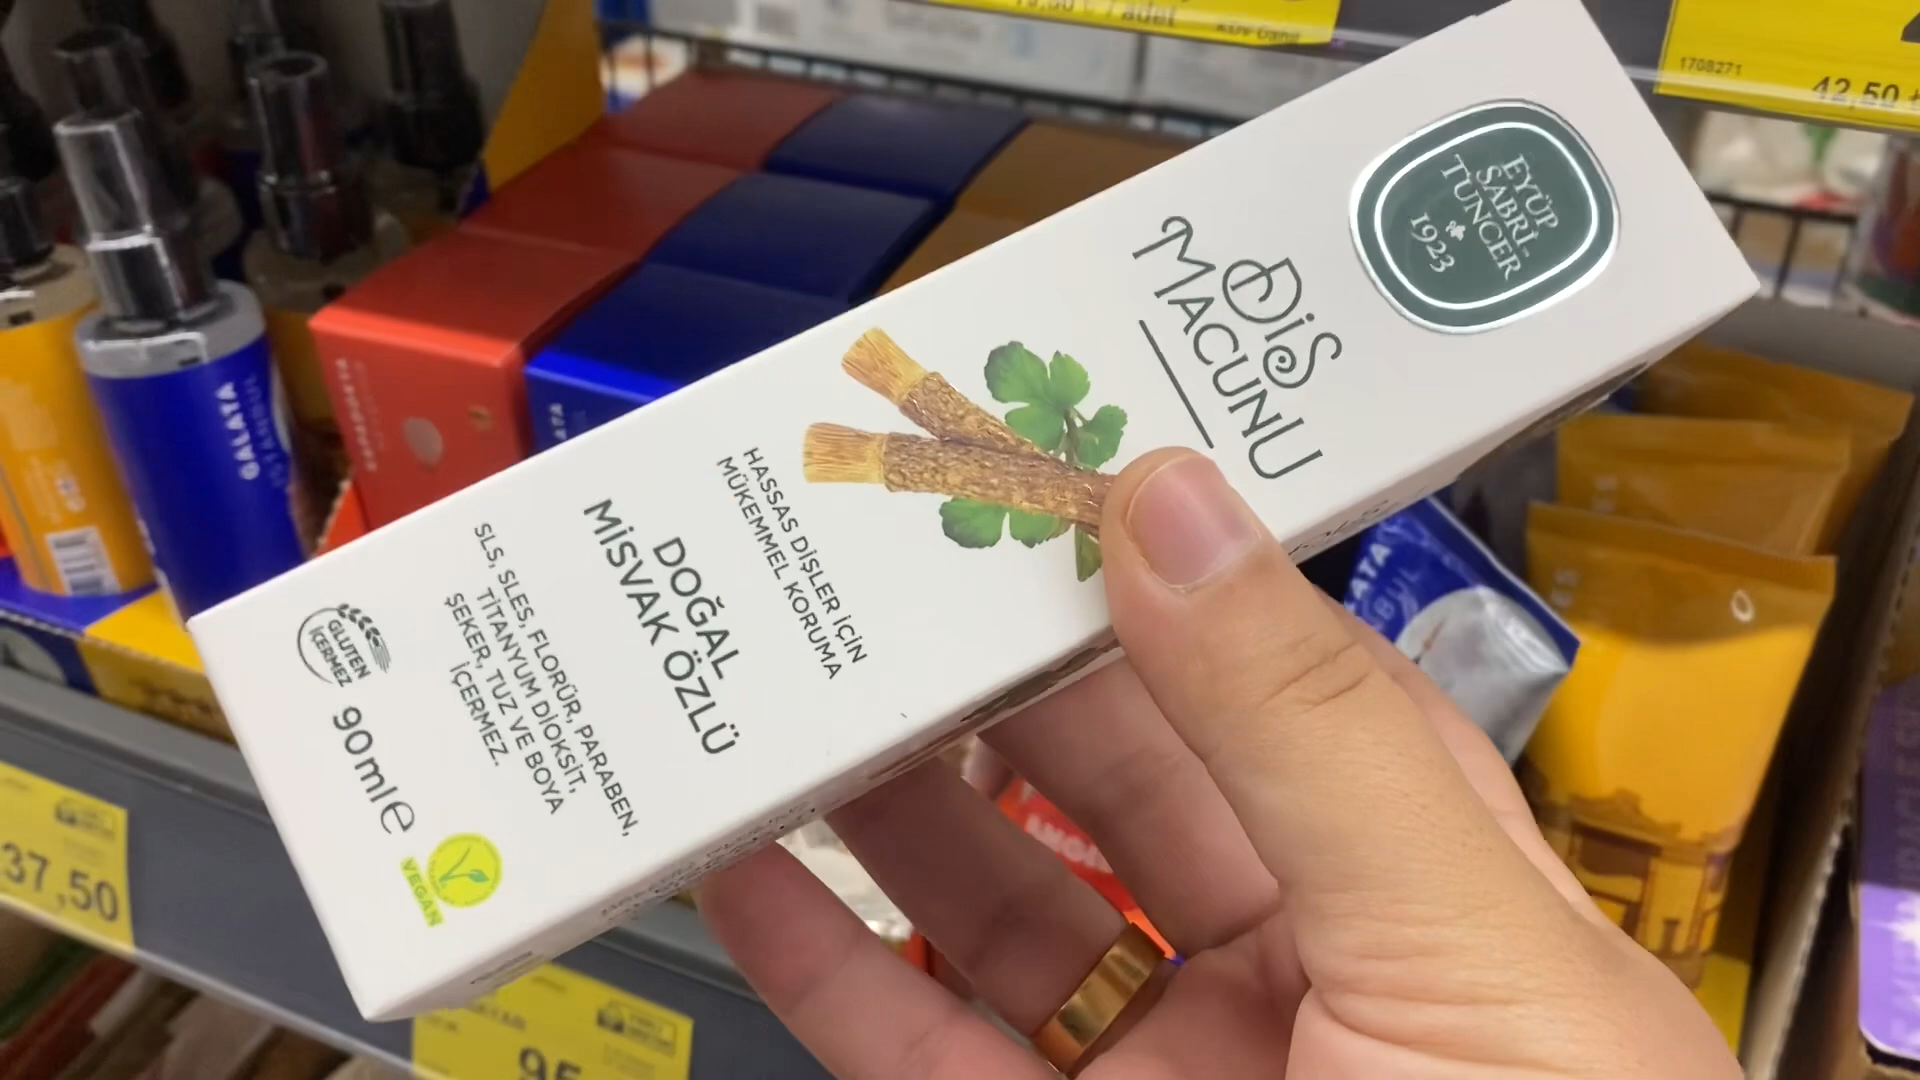 EYÜP
SABRİ
TUNCER
1923
DİŞ
MACUNU
HASSAS DİŞLER İÇİN
MÜKEMMEL KORUMA
DOĞAL
MİSVAK ÖZLÜ
SLS, SLES, FLORÜR, PARABEN,
TİTANYUM DİOKSİT,
ŞEKER, TUZ VE BOYA
İÇERMEZ.
GLUTEN
İÇERMEZ
90ml e
VEGAN
GALATA
İSTANBUL
1708271
42,50
37,50
95